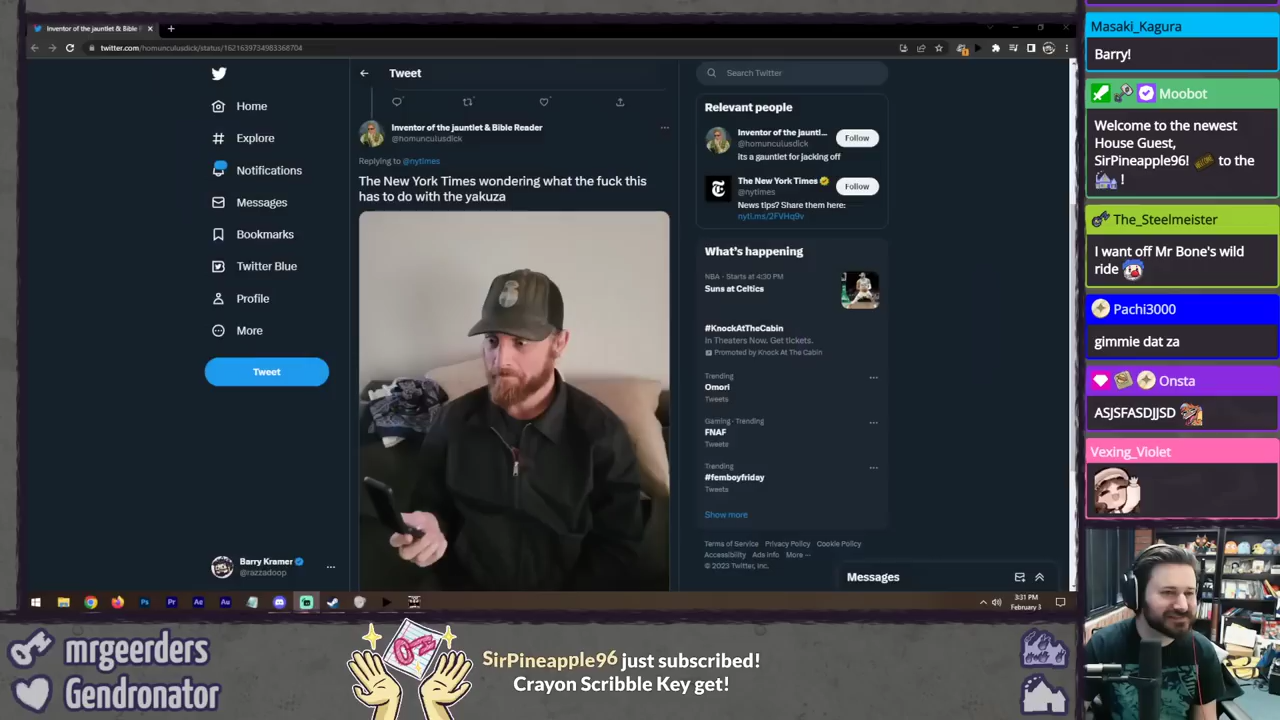 Inventor of the jauntlet & Bible R
twitter.com/homunculusdick/status/1621639734983368704
Home
Explore
Notifications
Messages
Bookmarks
Twitter Blue
Profile
More
Tweet
Barry Kramer
@razzadoop
Tweet
Inventor of the jauntlet & Bible Reader
@homunculusdick
Replying to @nytimes
The New York Times wondering what the fuck this
has to do with the yakuza
Search Twitter
Relevant people
Inventor of the jauntl...
@homunculusdick
its a gauntlet for jacking off
Follow
The New York Times
@nytimes
News tips? Share them here:
nyti.ms/2FVHq9v
Follow
What's happening
NBA · Starts at 4:30 PM
Suns at Celtics
#KnockAtTheCabin
In Theaters Now. Get tickets.
Promoted by Knock At The Cabin
Trending
Omori
Tweets
Gaming · Trending
FNAF
Tweets
Trending
#femboyfriday
Tweets
Show more
Terms of Service Privacy Policy Cookie Policy
Accessibility Ads info More ...
© 2023 Twitter, Inc.
Messages
3:31 PM
February 3
Masaki_Kagura
Barry!
Moobot
Welcome to the newest
House Guest,
SirPineapple96! to the
!
The_Steelmeister
I want off Mr Bone's wild
ride
Pachi3000
gimmie dat za
Onsta
ASJSFASDJJSD
Vexing_Violet
mrgeerders
Gendronator
SirPineapple96 just subscribed!
Crayon Scribble Key get!